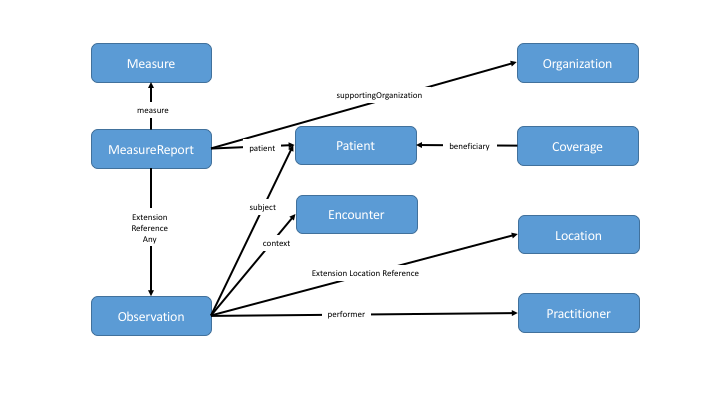 Measure
Organization
supportingOrganization
measure
MeasureReport
patient
Patient
beneficiary
Coverage
subject
Encounter
Extension
Reference
Any
context
Location
Extension Location Reference
Observation
performer
Practitioner